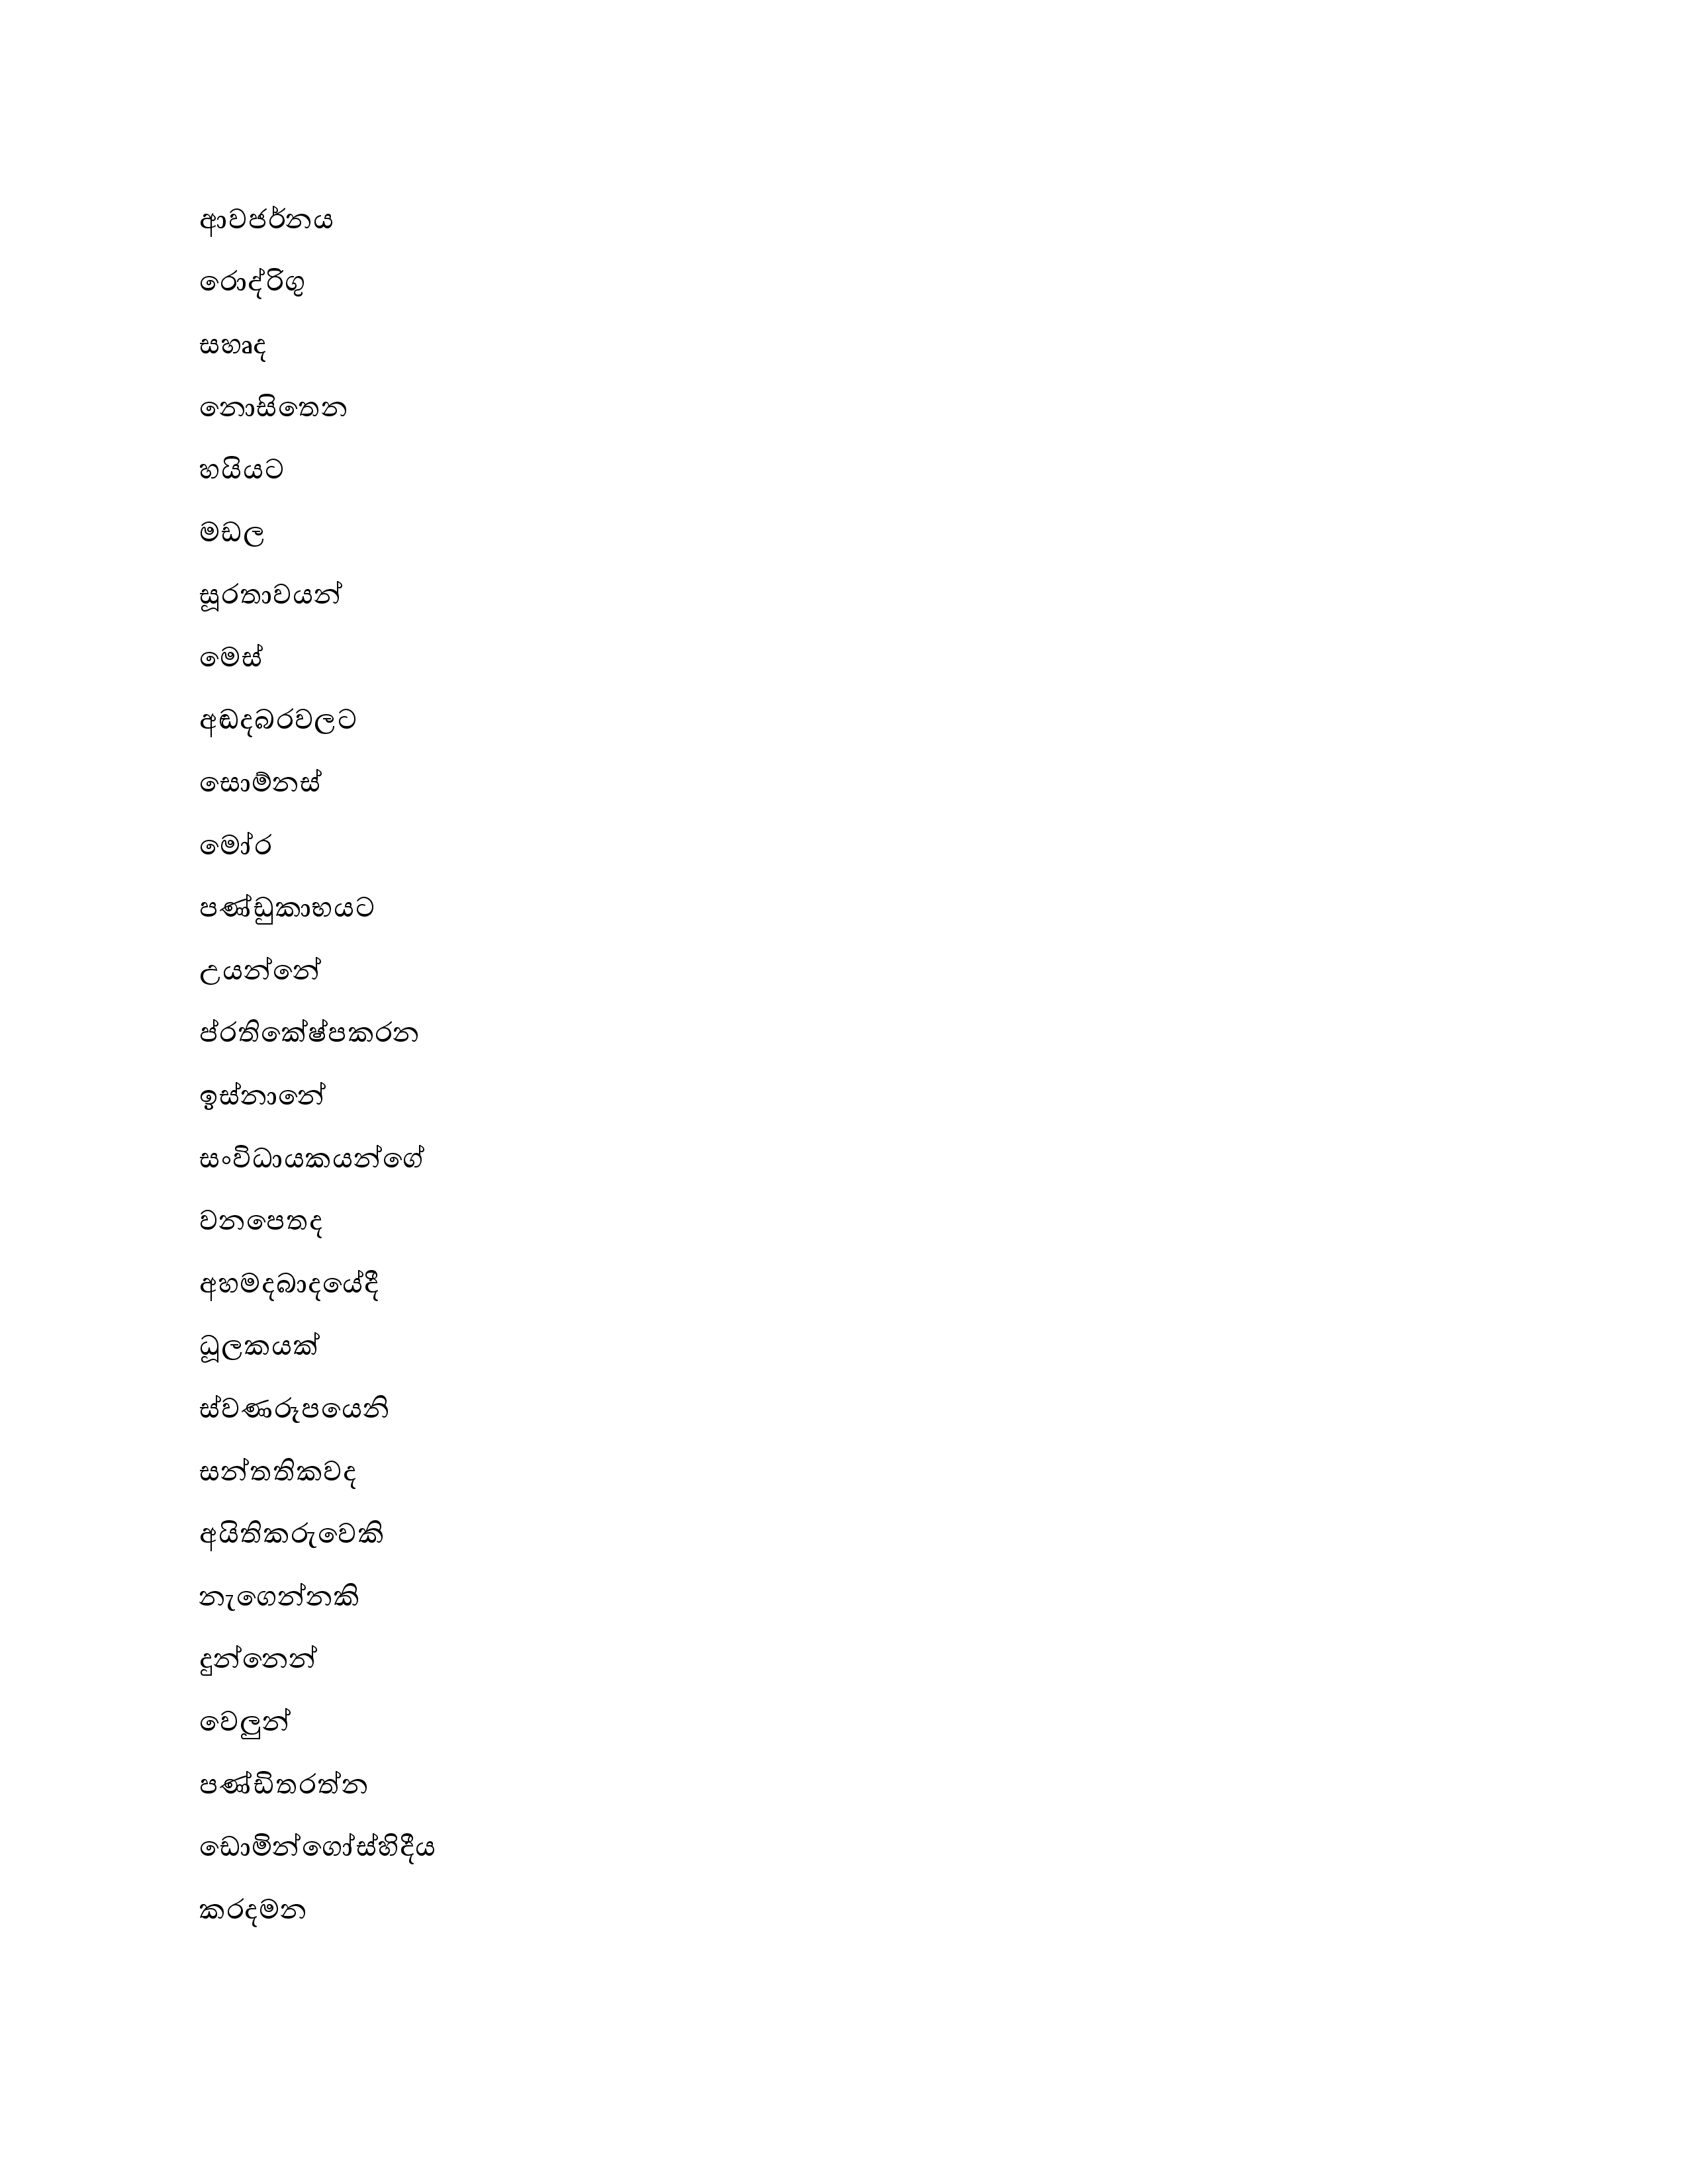 ආවජර්නය
රොද්රිගු
සහෘද
නොසිතෙන
හයියට
මඩල
සූරතාවයන්
මෙස්
අඬදබරවලට
සොම්නස්
මෝර
පණ්ඩුකාභයට
උයන්නේ
ප්රතිකේෂ්පකරන
ඉස්නානේ
සංවිධායකයන්ගේ
වනපෙතද
අහමදබාදයේදී
ධූලකයක්
ස්වණරූපයෙනි
සන්තතිකවද
අයිතිකරුවෙකි
නැගෙන්නකි
දුන්නෙන්
වෙලුන්
පණ්ඩිතරත්න
ඩොමින්ගෝස්හිදීය
කරදමන